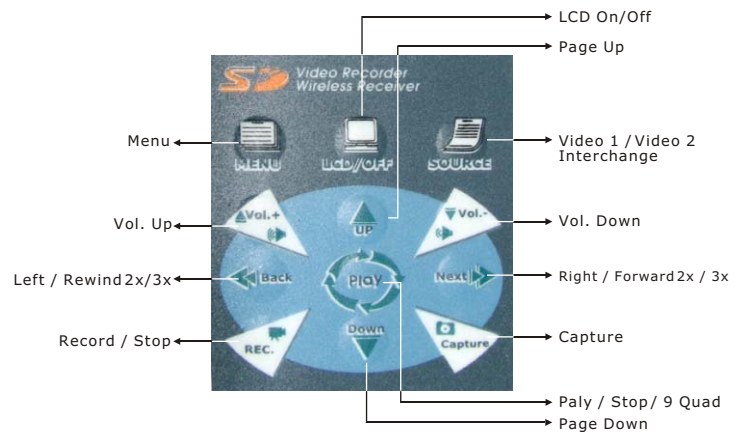 LCD On/Off
Page Up
SD Video Recorder
Wireless Receiver
Menu
MENU
LCD//OFF
SOURCE
Video 1 / Video 2
Interchange
Vol. Up
Vol.+
UP
Vol.-
Vol. Down
Left / Rewind 2x/3x
Back
PlAY
Next
Right / Forward 2x / 3x
Record / Stop
REC.
Down
Capture
Capture
Paly / Stop / 9 Quad
Page Down